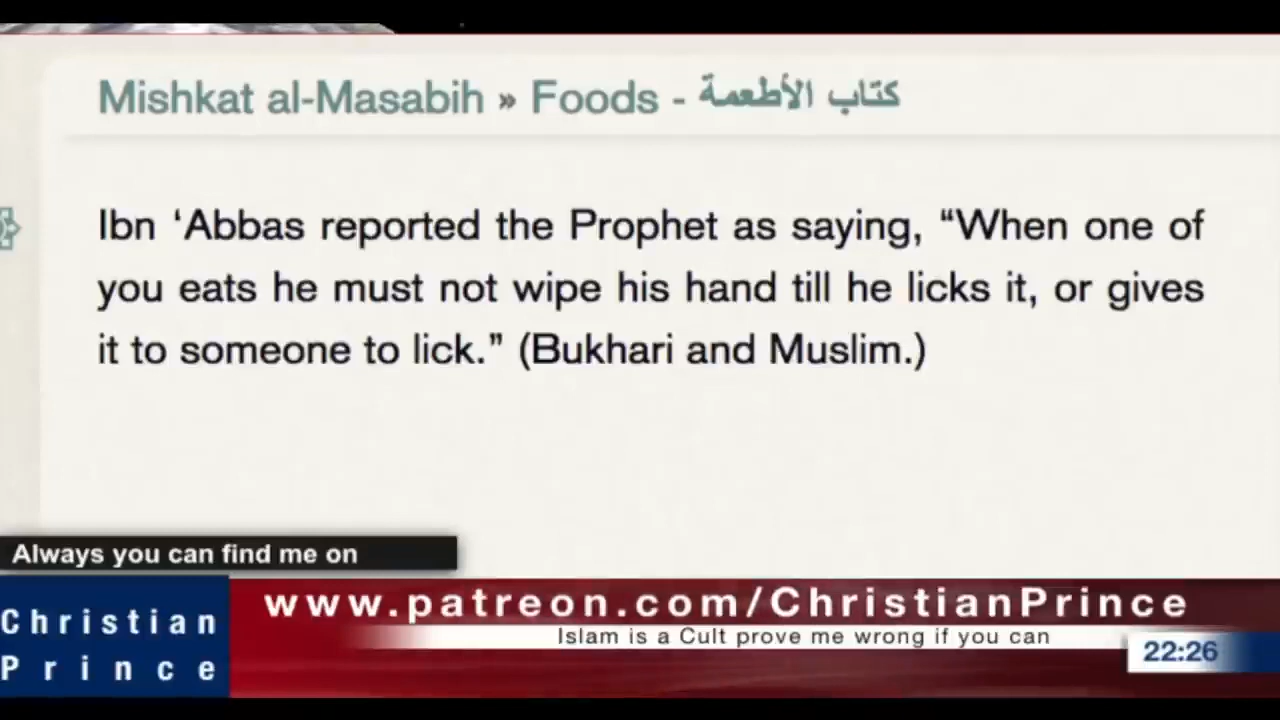 Mishkat al-Masabih » Foods - كتاب الأطعمة
Ibn ‘Abbas reported the Prophet as saying, “When one of
you eats he must not wipe his hand till he licks it, or gives
it to someone to lick.” (Bukhari and Muslim.)
Always you can find me on
Christian
Prince
www.patreon.com/ChristianPrince
Islam is a Cult prove me wrong if you can
22:26